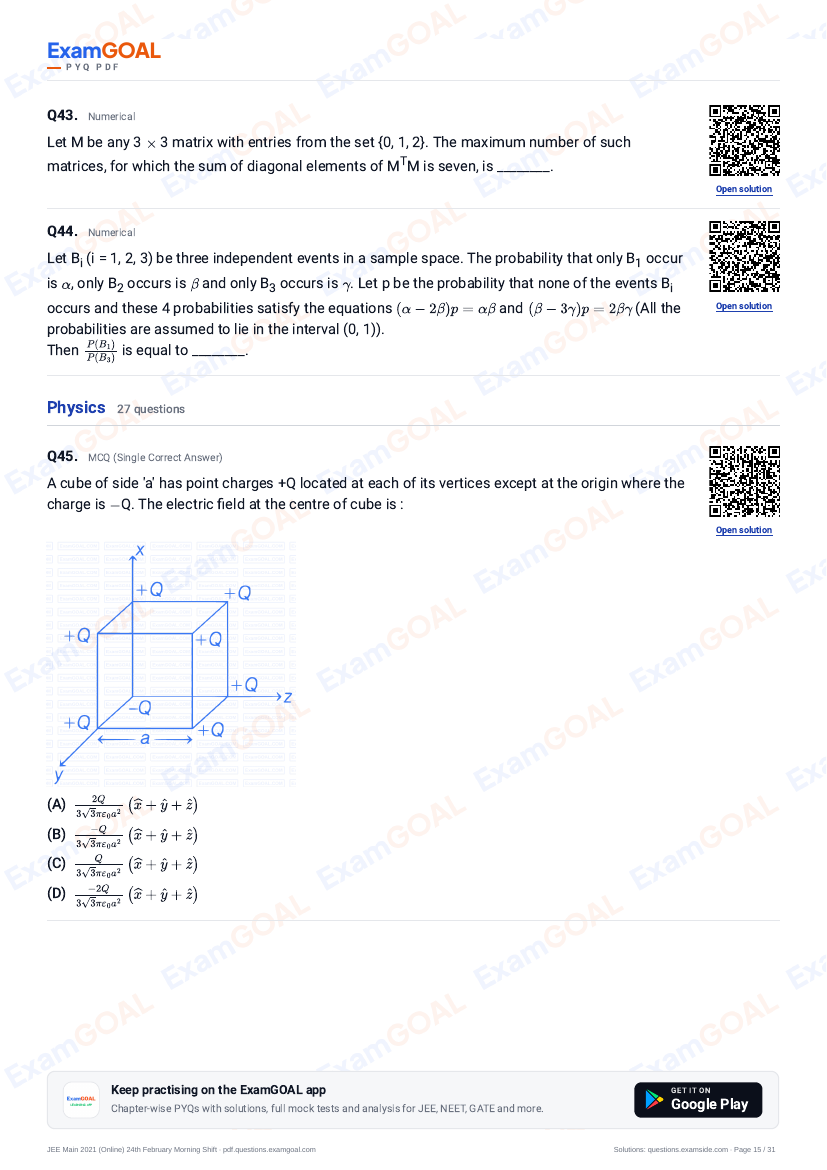 ExamGOAL
PYQ PDF
Q43. Numerical
Let M be any 3 × 3 matrix with entries from the set {0, 1, 2}. The maximum number of such
matrices, for which the sum of diagonal elements of MᵀM is seven, is ________.
Open solution
Q44. Numerical
Let Bi (i = 1, 2, 3) be three independent events in a sample space. The probability that only B1 occur
is α, only B2 occurs is β and only B3 occurs is γ. Let p be the probability that none of the events Bi
occurs and these 4 probabilities satisfy the equations (α − 2β)p = αβ and (β − 3γ)p = 2βγ (All the
probabilities are assumed to lie in the interval (0, 1)).
Then P(B₁)/P(B₃) is equal to ________.
Open solution
Physics 27 questions
Q45. MCQ (Single Correct Answer)
A cube of side 'a' has point charges +Q located at each of its vertices except at the origin where the
charge is −Q. The electric field at the centre of cube is :
Open solution
x
+Q +Q
+Q +Q
+Q
z
−Q
+Q +Q
a
y
(A) 2Q/3√3πε₀a² (x̂ + ŷ + ẑ)
(B) −Q/3√3πε₀a² (x̂ + ŷ + ẑ)
(C) Q/3√3πε₀a² (x̂ + ŷ + ẑ)
(D) −2Q/3√3πε₀a² (x̂ + ŷ + ẑ)
Keep practising on the ExamGOAL app
Chapter-wise PYQs with solutions, full mock tests and analysis for JEE, NEET, GATE and more.
GET IT ON
Google Play
JEE Main 2021 (Online) 24th February Morning Shift · pdf.questions.examgoal.com
Solutions: questions.examside.com · Page 15 / 31